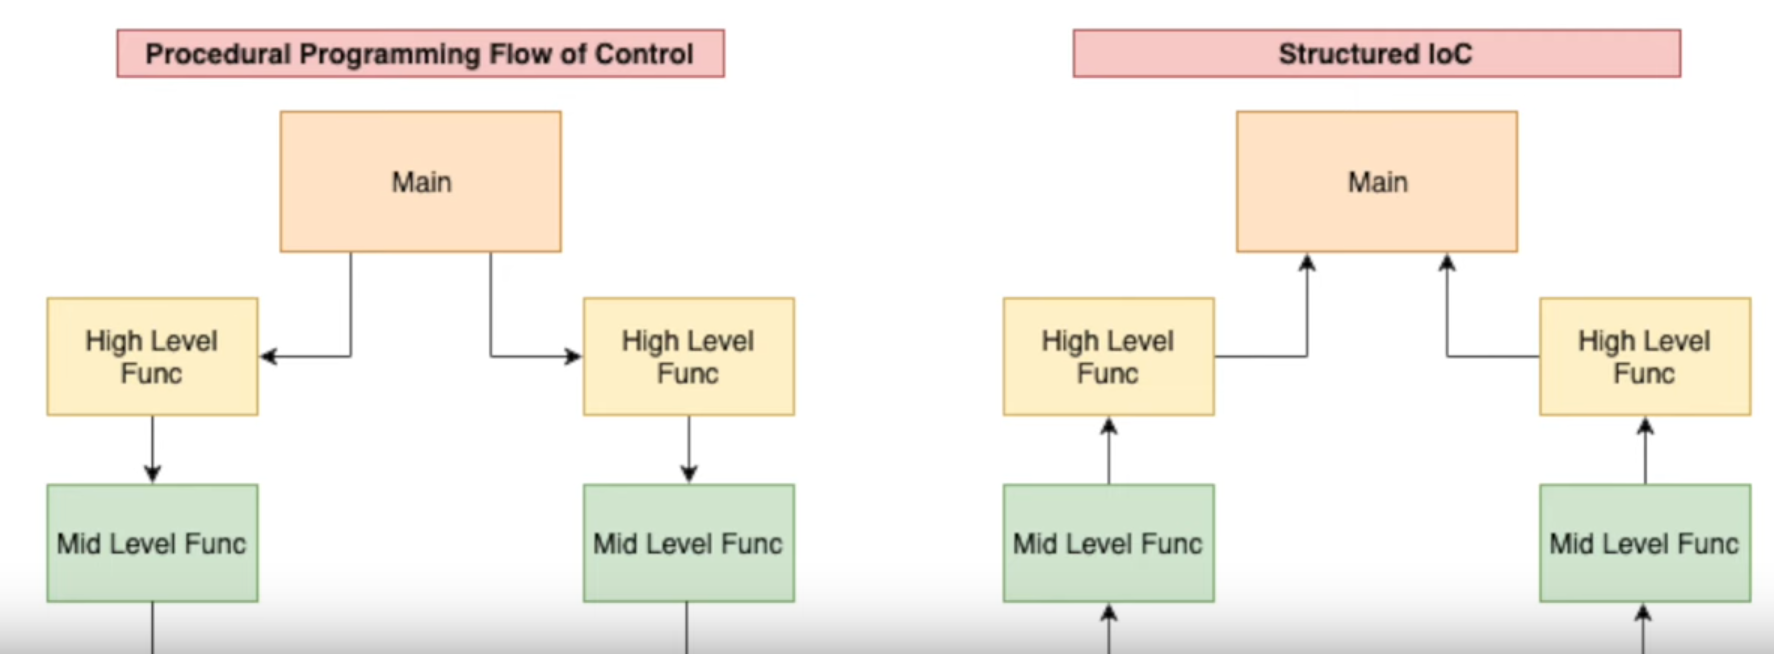 Procedural Programming Flow of Control
Main
High Level
Func
High Level
Func
Mid Level Func
Mid Level Func
Structured IoC
Main
High Level
Func
High Level
Func
Mid Level Func
Mid Level Func